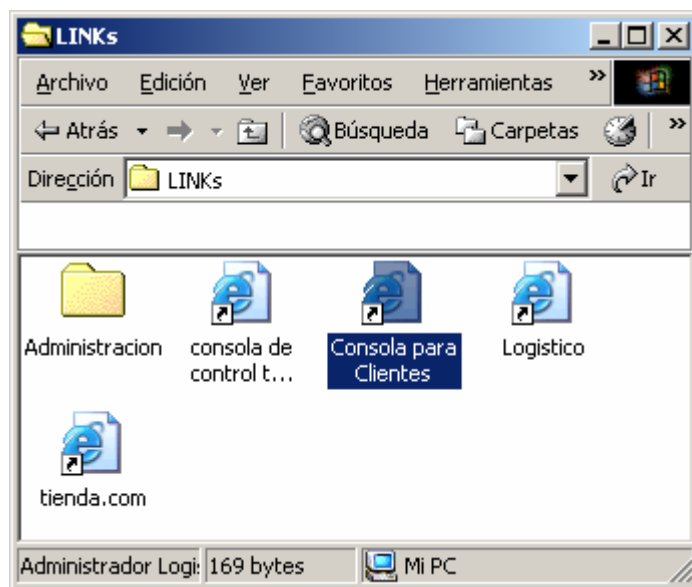 LINKs
Archivo Edición Ver Favoritos Herramientas »
Atrás Búsqueda Carpetas »
Dirección LINKs Ir
Administracion consola de control t... Consola para Clientes Logistico
tienda.com
Administrador Logi: 169 bytes Mi PC